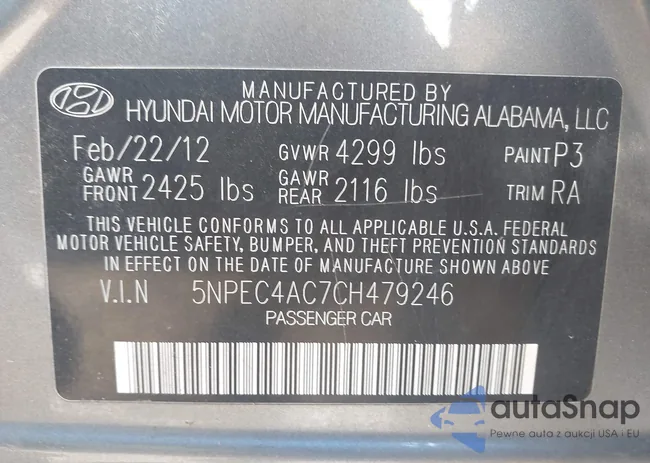 MANUFACTURED BY
HYUNDAI MOTOR MANUFACTURING ALABAMA, LLC
Feb/22/12 GVWR 4299 lbs PAINT P3
GAWR FRONT 2425 lbs GAWR REAR 2116 lbs TRIM RA
THIS VEHICLE CONFORMS TO ALL APPLICABLE U.S.A. FEDERAL
MOTOR VEHICLE SAFETY, BUMPER, AND THEFT PREVENTION STANDARDS
IN EFFECT ON THE DATE OF MANUFACTURE SHOWN ABOVE
V.I.N 5NPEC4AC7CH479246
PASSENGER CAR
autaSnap
Pewne auta z aukcji USA i EU